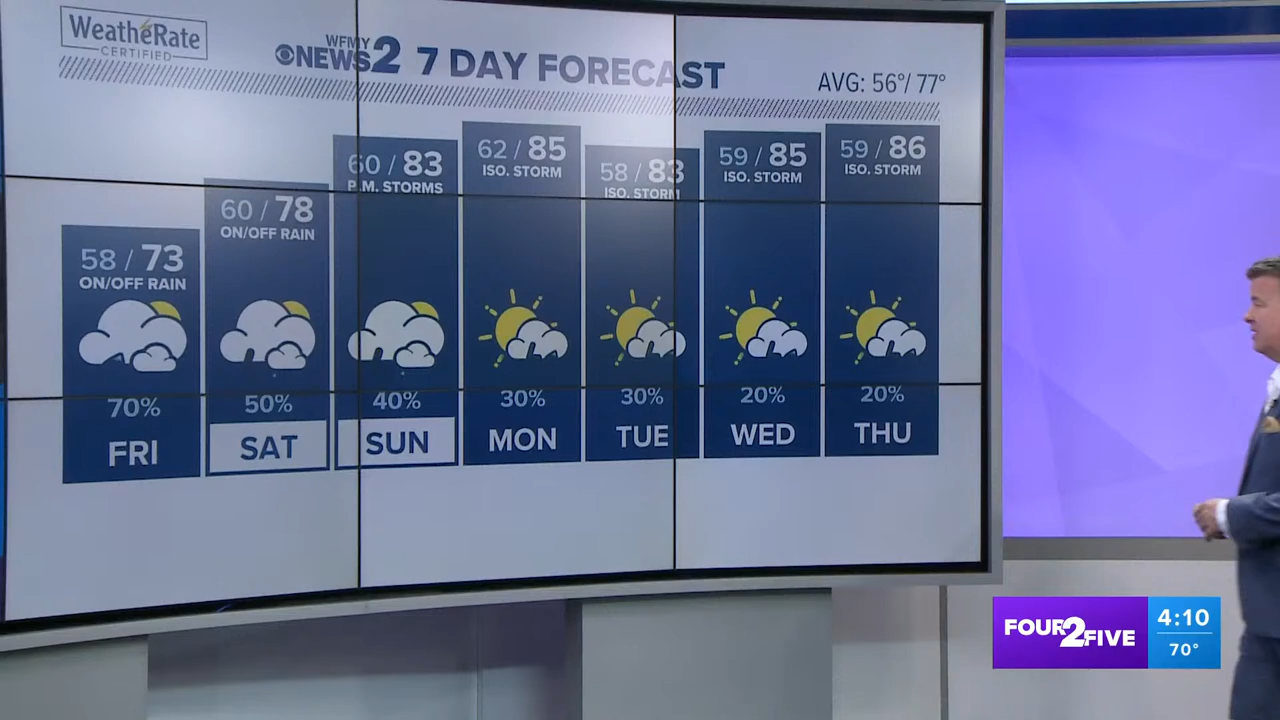 WeatheRate
CERTIFIED
WFMY
NEWS 2 7 DAY FORECAST
AVG: 56°/ 77°
58 / 73
ON/OFF RAIN
70%
FRI
60 / 78
ON/OFF RAIN
50%
SAT
60 / 83
P.M. STORMS
40%
SUN
62 / 85
ISO. STORM
30%
MON
58 / 83
ISO. STORM
30%
TUE
59 / 85
ISO. STORM
20%
WED
59 / 86
ISO. STORM
20%
THU
FOUR2FIVE
4:10
70°